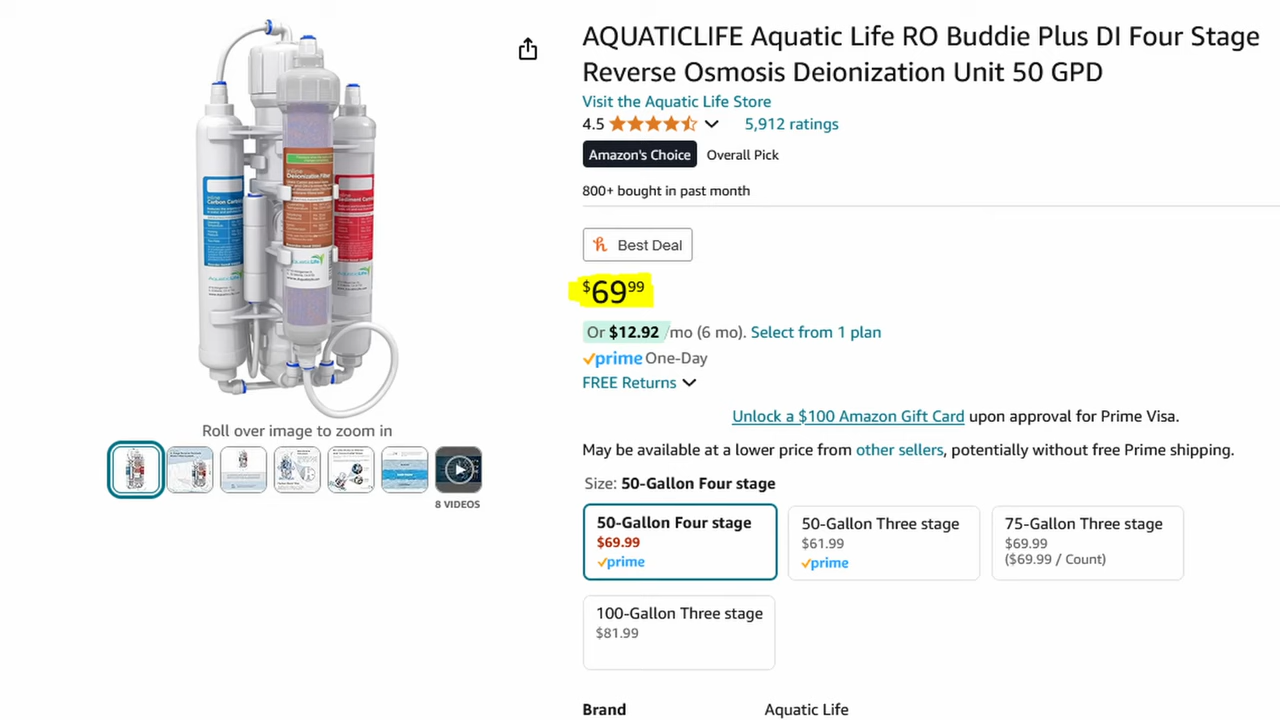 AQUATICLIFE Aquatic Life RO Buddie Plus DI Four Stage
Reverse Osmosis Deionization Unit 50 GPD
Visit the Aquatic Life Store
4.5
5,912 ratings
Amazon's Choice
Overall Pick
800+ bought in past month
Best Deal
$69.99
Or $12.92 /mo (6 mo). Select from 1 plan
prime One-Day
FREE Returns
Unlock a $100 Amazon Gift Card upon approval for Prime Visa.
May be available at a lower price from other sellers, potentially without free Prime shipping.
Size: 50-Gallon Four stage
50-Gallon Four stage
$69.99
prime
50-Gallon Three stage
$61.99
prime
75-Gallon Three stage
$69.99
($69.99 / Count)
100-Gallon Three stage
$81.99
Brand Aquatic Life
Roll over image to zoom in
8 VIDEOS
Deionization Filter